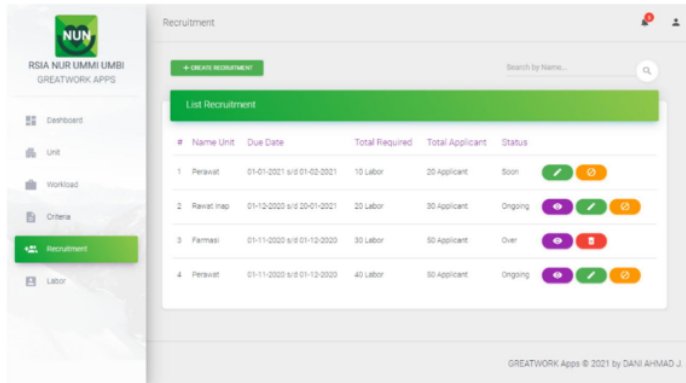 NUN
RSIA NUR UMMI UMBI
GREATWORK APPS
Dashboard
Unit
Workload
Criteria
Recruitment
Labor
Recruitment
+ CREATE RECRUITMENT
Search by Name...
List Recruitment
# Name Unit Due Date Total Required Total Applicant Status
1 Perawat 01-01-2021 s/d 01-02-2021 10 Labor 20 Applicant Soon
2 Rawat Inap 01-12-2020 s/d 20-01-2021 20 Labor 30 Applicant Ongoing
3 Farmasi 01-11-2020 s/d 01-12-2020 30 Labor 50 Applicant Over
4 Perawat 01-11-2020 s/d 01-12-2020 40 Labor 50 Applicant Ongoing
GREATWORK Apps © 2021 by DANI AHMAD J.